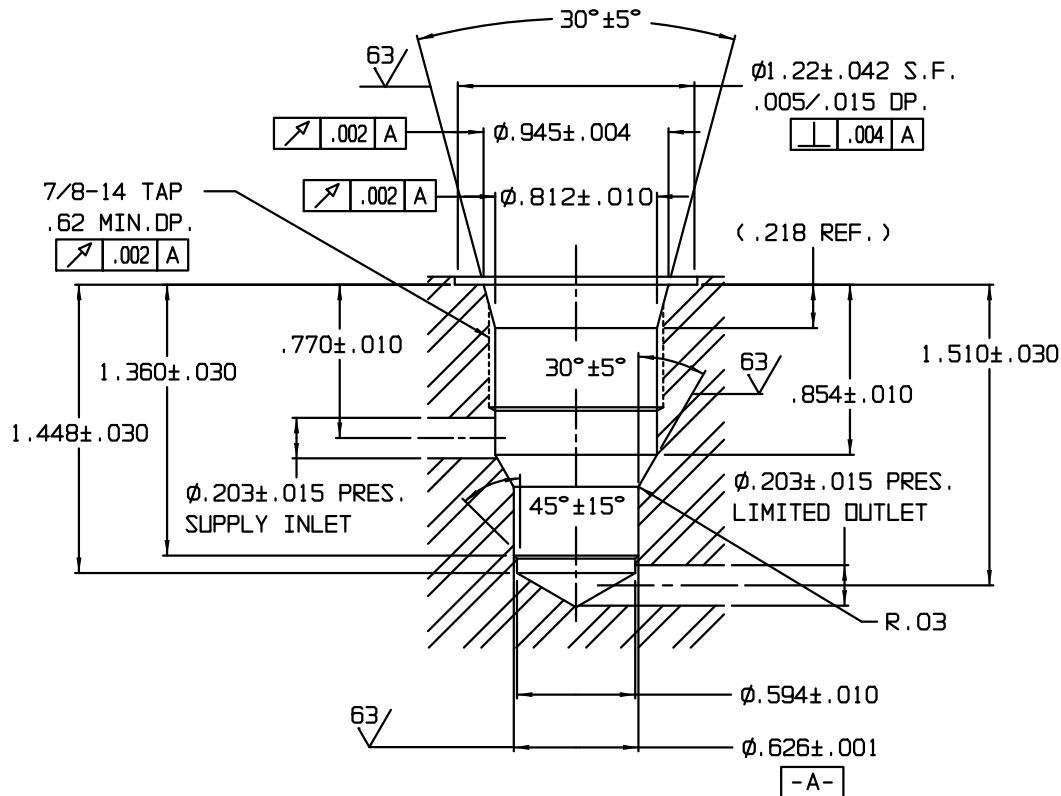 30°±5°
63
Ø1.22±.042 S.F.
.005/.015 DP.
⊥ .004 A
↗ .002 A
Ø.945±.004
7/8-14 TAP
.62 MIN.DP.
↗ .002 A
↗ .002 A
Ø.812±.010
(.218 REF.)
.770±.010
1.360±.030
1.448±.030
30°±5°
63
1.510±.030
.854±.010
Ø.203±.015 PRES.
SUPPLY INLET
45°±15°
Ø.203±.015 PRES.
LIMITED OUTLET
R.03
Ø.594±.010
63
Ø.626±.001
-A-